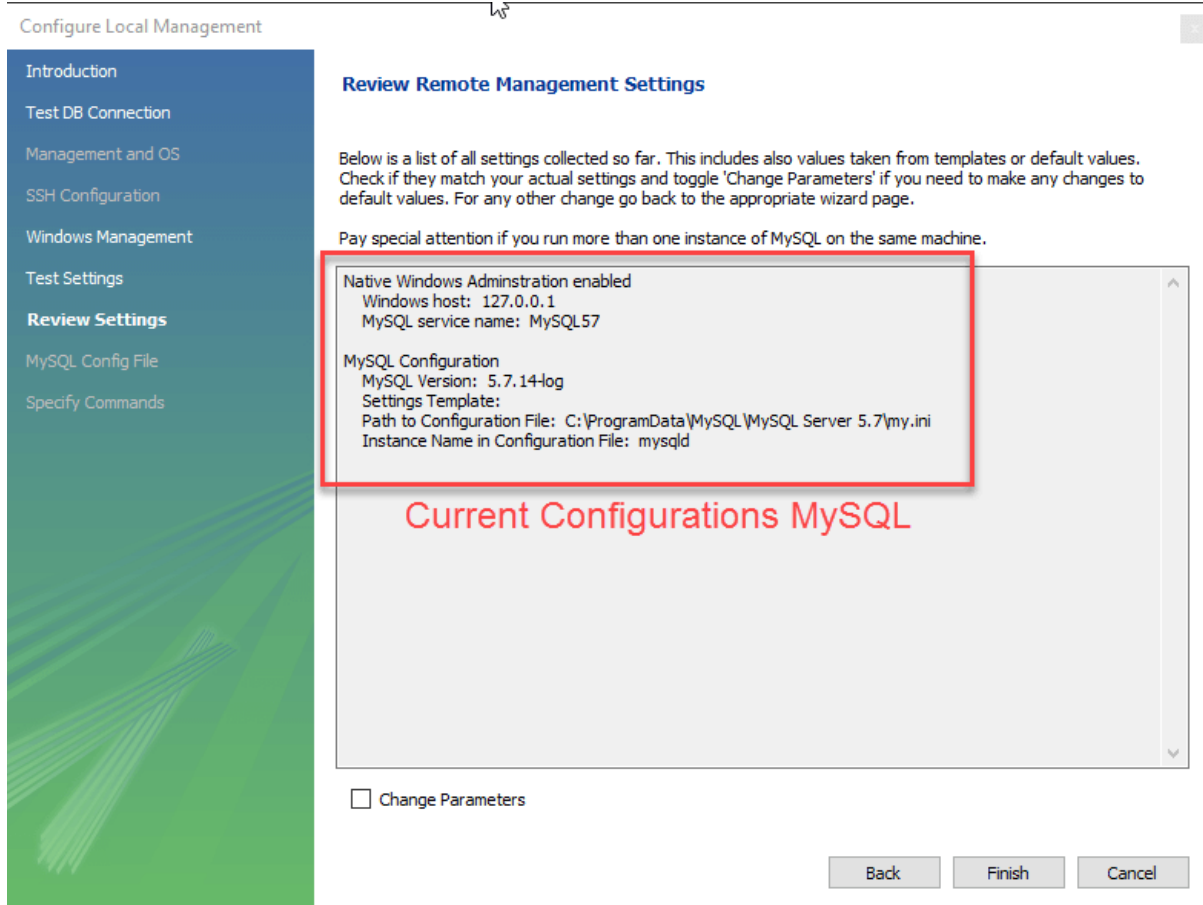 Configure Local Management
x
Introduction
Test DB Connection
Management and OS
SSH Configuration
Windows Management
Test Settings
Review Settings
MySQL Config File
Specify Commands
Review Remote Management Settings
Below is a list of all settings collected so far. This includes also values taken from templates or default values.
Check if they match your actual settings and toggle 'Change Parameters' if you need to make any changes to
default values. For any other change go back to the appropriate wizard page.
Pay special attention if you run more than one instance of MySQL on the same machine.
Native Windows Adminstration enabled
Windows host: 127.0.0.1
MySQL service name: MySQL57
MySQL Configuration
MySQL Version: 5.7.14-log
Settings Template:
Path to Configuration File: C:\ProgramData\MySQL\MySQL Server 5.7\my.ini
Instance Name in Configuration File: mysqld
Current Configurations MySQL
Change Parameters
Back
Finish
Cancel